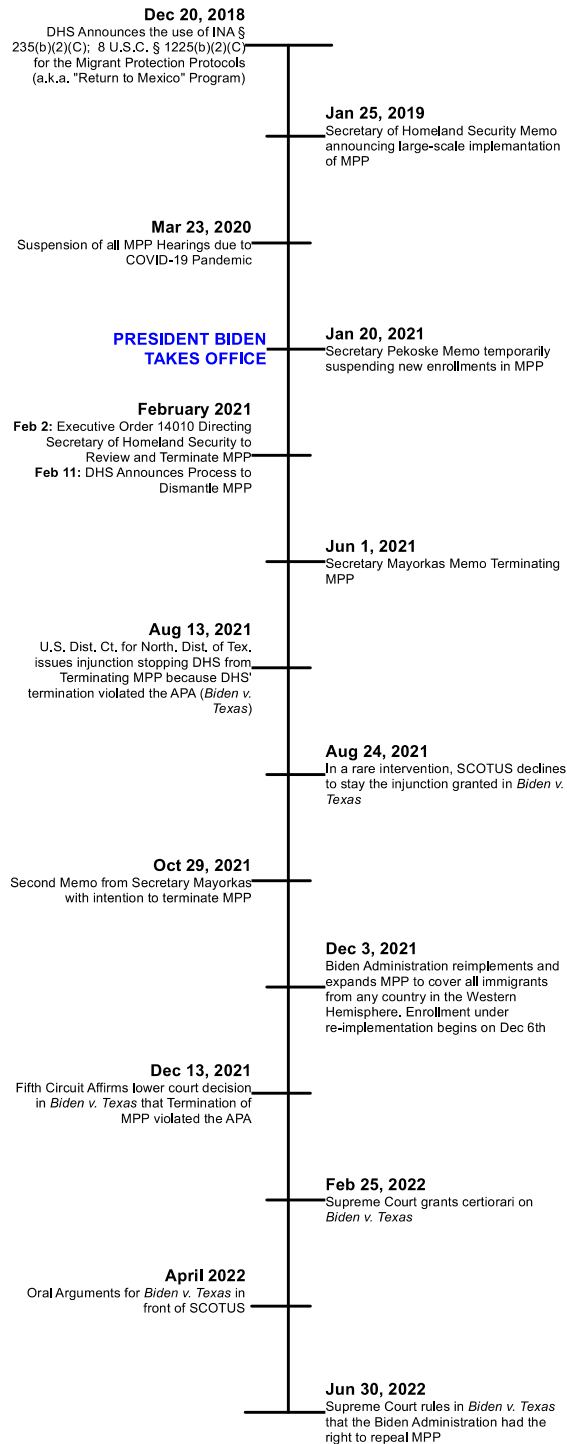 Dec 20, 2018
DHS Announces the use of INA §
235(b)(2)(C); 8 U.S.C. § 1225(b)(2)(C)
for the Migrant Protection Protocols
(a.k.a. "Return to Mexico" Program)
Jan 25, 2019
Secretary of Homeland Security Memo
announcing large-scale implemantation
of MPP
Mar 23, 2020
Suspension of all MPP Hearings due to
COVID-19 Pandemic
PRESIDENT BIDEN
TAKES OFFICE
Jan 20, 2021
Secretary Pekoske Memo temporarily
suspending new enrollments in MPP
February 2021
Feb 2: Executive Order 14010 Directing
Secretary of Homeland Security to
Review and Terminate MPP
Feb 11: DHS Announces Process to
Dismantle MPP
Jun 1, 2021
Secretary Mayorkas Memo Terminating
MPP
Aug 13, 2021
U.S. Dist. Ct. for North. Dist. of Tex.
issues injunction stopping DHS from
Terminating MPP because DHS'
termination violated the APA (Biden v.
Texas)
Aug 24, 2021
In a rare intervention, SCOTUS declines
to stay the injunction granted in Biden v.
Texas
Oct 29, 2021
Second Memo from Secretary Mayorkas
with intention to terminate MPP
Dec 3, 2021
Biden Administration reimplements and
expands MPP to cover all immigrants
from any country in the Western
Hemisphere. Enrollment under
re-implementation begins on Dec 6th
Dec 13, 2021
Fifth Circuit Affirms lower court decision
in Biden v. Texas that Termination of
MPP violated the APA
Feb 25, 2022
Supreme Court grants certiorari on
Biden v. Texas
April 2022
Oral Arguments for Biden v. Texas in
front of SCOTUS
Jun 30, 2022
Supreme Court rules in Biden v. Texas
that the Biden Administration had the
right to repeal MPP